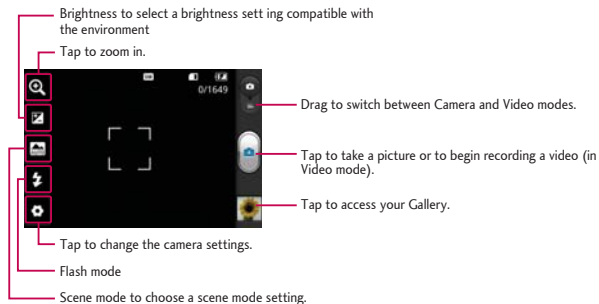 Brightness to select a brightness sett ing compatible with
the environment
Tap to zoom in.
0/1649
Drag to switch between Camera and Video modes.
Tap to take a picture or to begin recording a video (in
Video mode).
Tap to access your Gallery.
Tap to change the camera settings.
Flash mode
Scene mode to choose a scene mode setting.